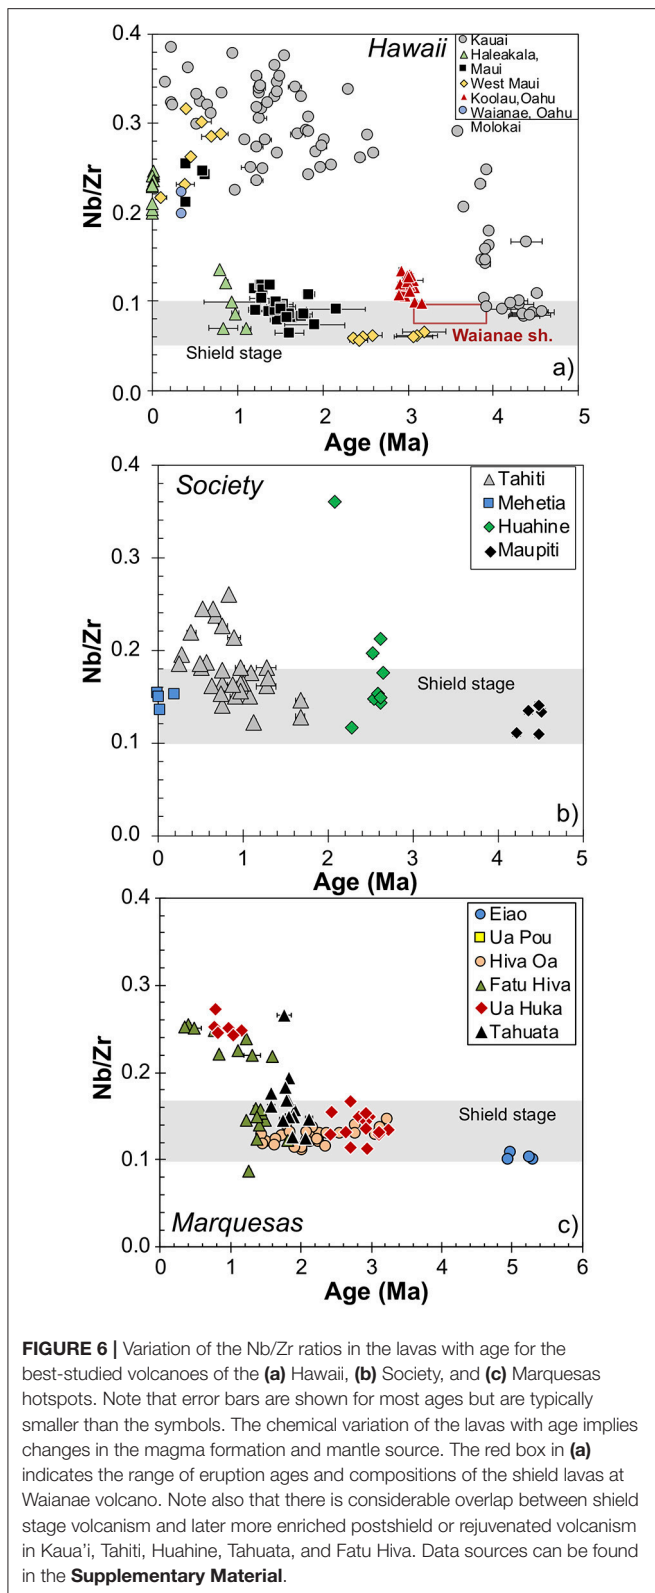 Hawaii
Kauai
Haleakala,
Maui
West Maui
Koolau,Oahu
Waianae, Oahu
Molokai
0.4
0.3
0.2
0.1
0.0
Nb/Zr
Shield stage
Waianae sh.
a)
0 1 2 3 4 5
Age (Ma)
Society
Tahiti
Mehetia
Huahine
Maupiti
0.4
0.3
0.2
0.1
0.0
Nb/Zr
Shield stage
b)
0 1 2 3 4 5
Age (Ma)
Eiao
Ua Pou
Hiva Oa
Fatu Hiva
Ua Huka
Tahuata
0.4
0.3
0.2
0.1
0.0
Nb/Zr
Shield stage
Marquesas
c)
0 1 2 3 4 5 6
Age (Ma)
FIGURE 6 | Variation of the Nb/Zr ratios in the lavas with age for the
best-studied volcanoes of the (a) Hawaii, (b) Society, and (c) Marquesas
hotspots. Note that error bars are shown for most ages but are typically
smaller than the symbols. The chemical variation of the lavas with age implies
changes in the magma formation and mantle source. The red box in (a)
indicates the range of eruption ages and compositions of the shield lavas at
Waianae volcano. Note also that there is considerable overlap between shield
stage volcanism and later more enriched postshield or rejuvenated volcanism
in Kaua'i, Tahiti, Huahine, Tahuata, and Fatu Hiva. Data sources can be found
in the Supplementary Material.